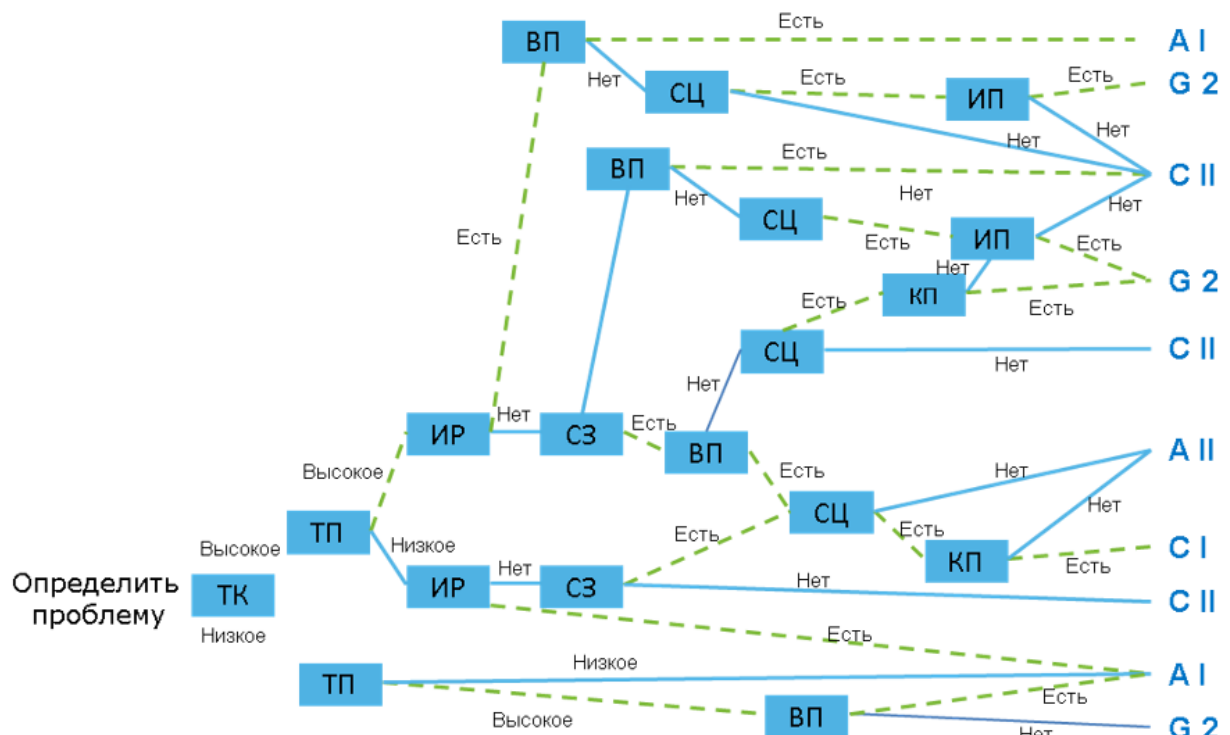 Есть
A I
ВП
Нет
СЦ
Есть
ИП
Есть
G 2
Нет
Нет
ВП
Есть
C II
Нет
СЦ
Нет
Нет
Есть
Есть
ИП
Есть
Нет
КП
Есть
G 2
Есть
СЦ
Нет
C II
Нет
ИР
Нет
СЗ
Есть
ВП
Высокое
Есть
Нет
A II
СЦ
Нет
ТП
Высокое
Низкое
Есть
Есть
КП
Есть
C I
Определить
проблему
ТК
Низкое
ИР
Нет
СЗ
Нет
C II
Есть
ТП
Низкое
A I
Высокое
ВП
Есть
Нет
G 2